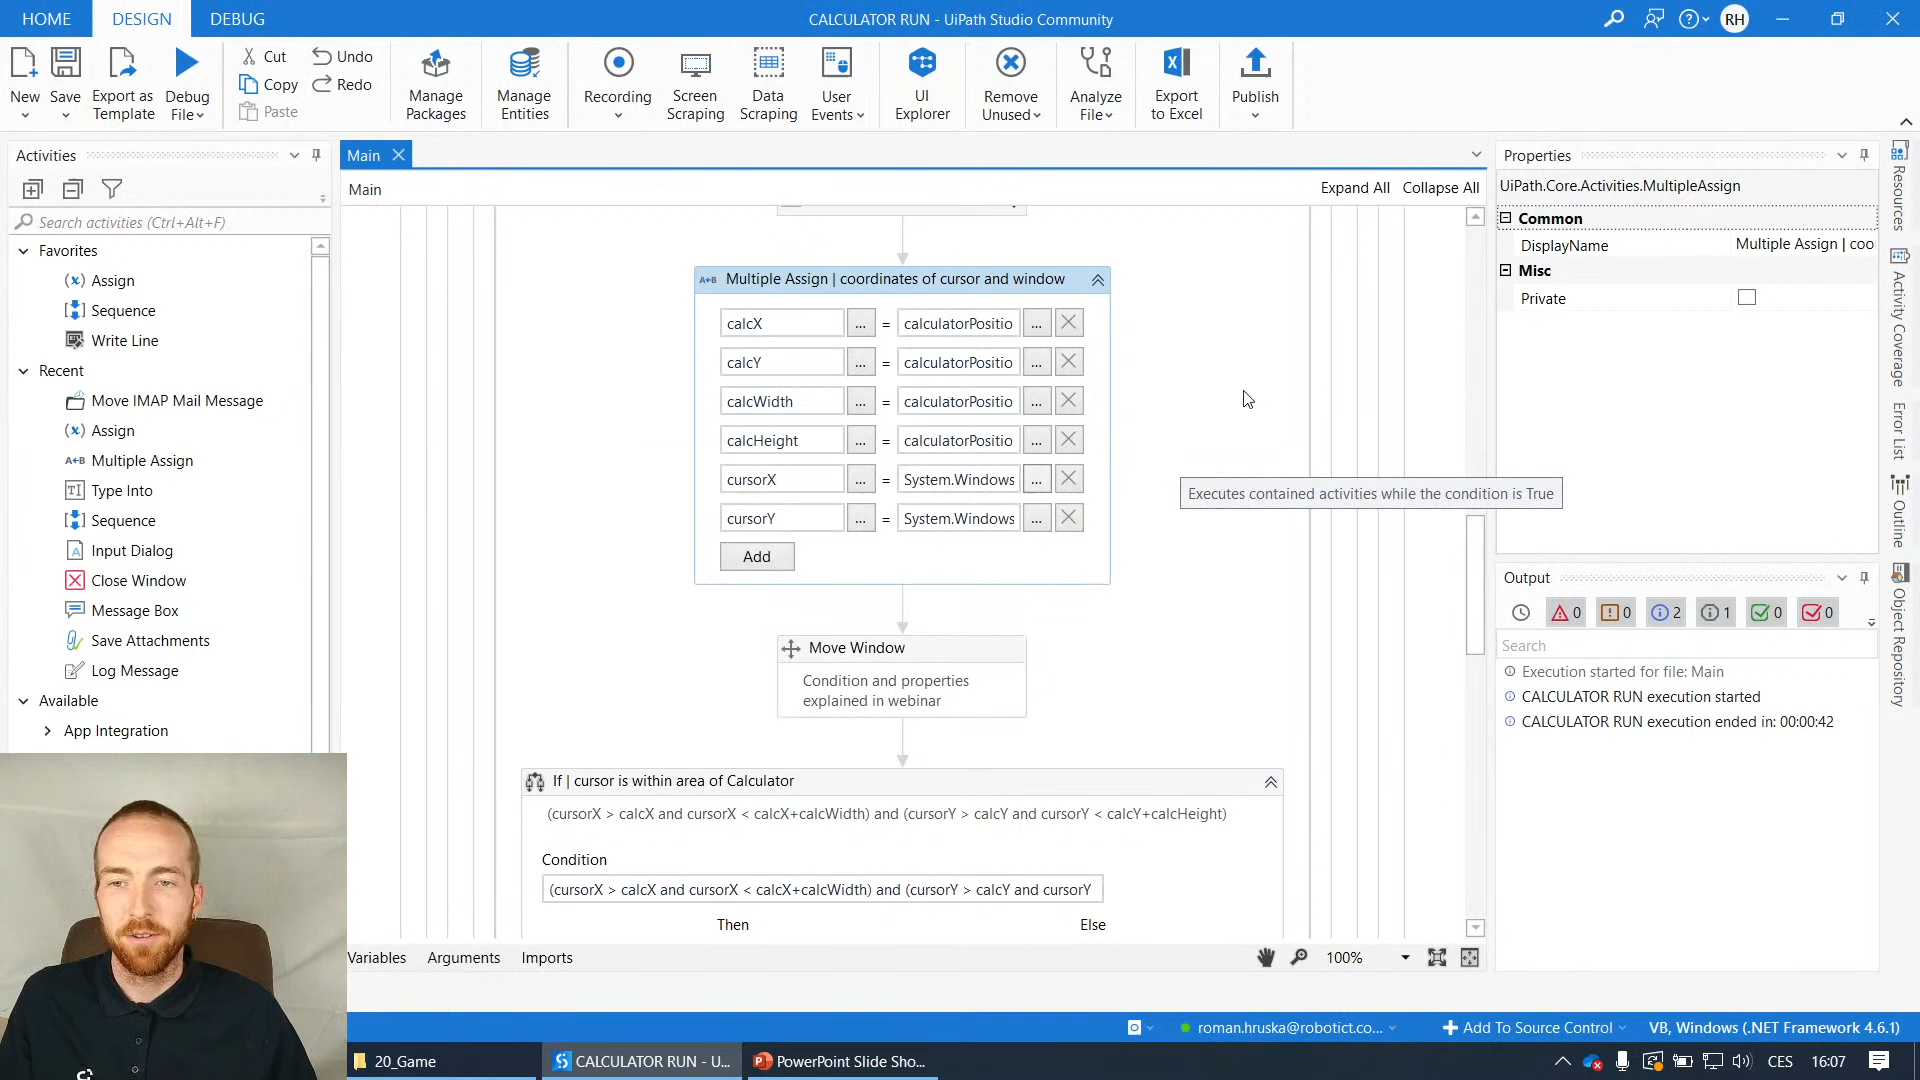 HOME DESIGN DEBUG CALCULATOR RUN - UiPath Studio Community RH
New Save Export as Template Debug File Cut Copy Paste Undo Redo Manage Packages Manage Entities Recording Screen Scraping Data Scraping User Events UI Explorer Remove Unused Analyze File Export to Excel Publish
Activities
Search activities (Ctrl+Alt+F)
Favorites
Assign
Sequence
Write Line
Recent
Move IMAP Mail Message
Assign
Multiple Assign
Type Into
Sequence
Input Dialog
Close Window
Message Box
Save Attachments
Log Message
Available
App Integration
Main
Main Expand All Collapse All
Multiple Assign | coordinates of cursor and window
calcX ... = calculatorPositio ...
calcY ... = calculatorPositio ...
calcWidth ... = calculatorPositio ...
calcHeight ... = calculatorPositio ...
cursorX ... = System.Windows ...
cursorY ... = System.Windows ...
Add
Executes contained activities while the condition is True
Move Window
Condition and properties
explained in webinar
If | cursor is within area of Calculator
(cursorX > calcX and cursorX < calcX+calcWidth) and (cursorY > calcY and cursorY < calcY+calcHeight)
Condition
(cursorX > calcX and cursorX < calcX+calcWidth) and (cursorY > calcY and cursorY
Then Else
Variables Arguments Imports 100%
Properties
UiPath.Core.Activities.MultipleAssign
Common
DisplayName Multiple Assign | coo
Misc
Private
Output
0 0 2 1 0 0
Search
Execution started for file: Main
CALCULATOR RUN execution started
CALCULATOR RUN execution ended in: 00:00:42
Resources
Activity Coverage
Error List
Outline
Object Repository
roman.hruska@robotict.co... Add To Source Control VB, Windows (.NET Framework 4.6.1)
20_Game CALCULATOR RUN - U... PowerPoint Slide Sho... CES 16:07